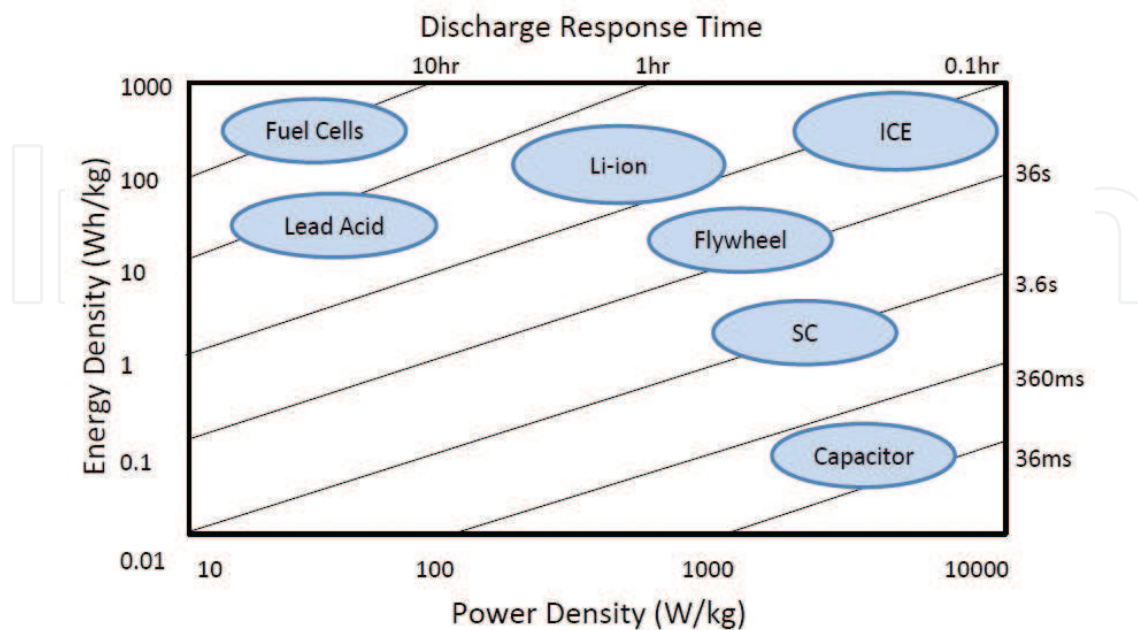 Discharge Response Time
10hr
1hr
0.1hr
1000
100
10
1
0.1
0.01
Energy Density (Wh/kg)
Fuel Cells
ICE
Li-ion
Lead Acid
Flywheel
SC
Capacitor
36s
3.6s
360ms
36ms
10
100
1000
10000
Power Density (W/kg)